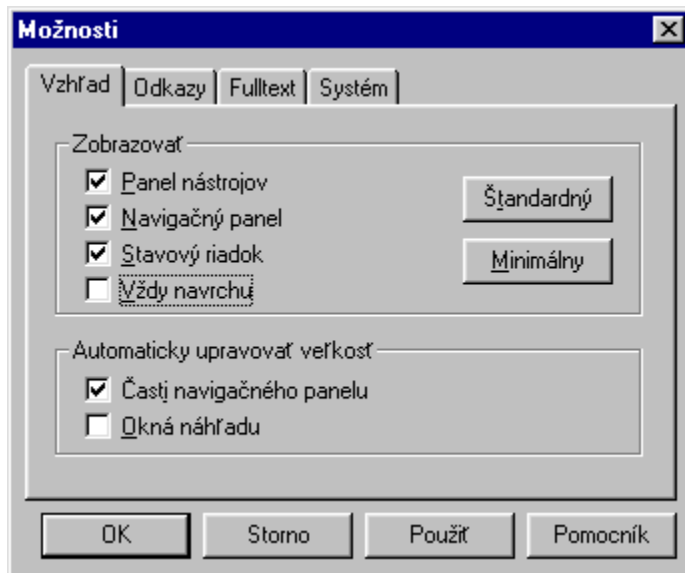 Možnosti
Vzhľad Odkazy Fulltext Systém
Zobrazovať
Panel nástrojov
Štandardný
Navigačný panel
Stavový riadok
Minimálny
Vždy navrchu
Automaticky upravovať veľkosť
Časti navigačného panelu
Okná náhľadu
OK Storno Použiť Pomocník